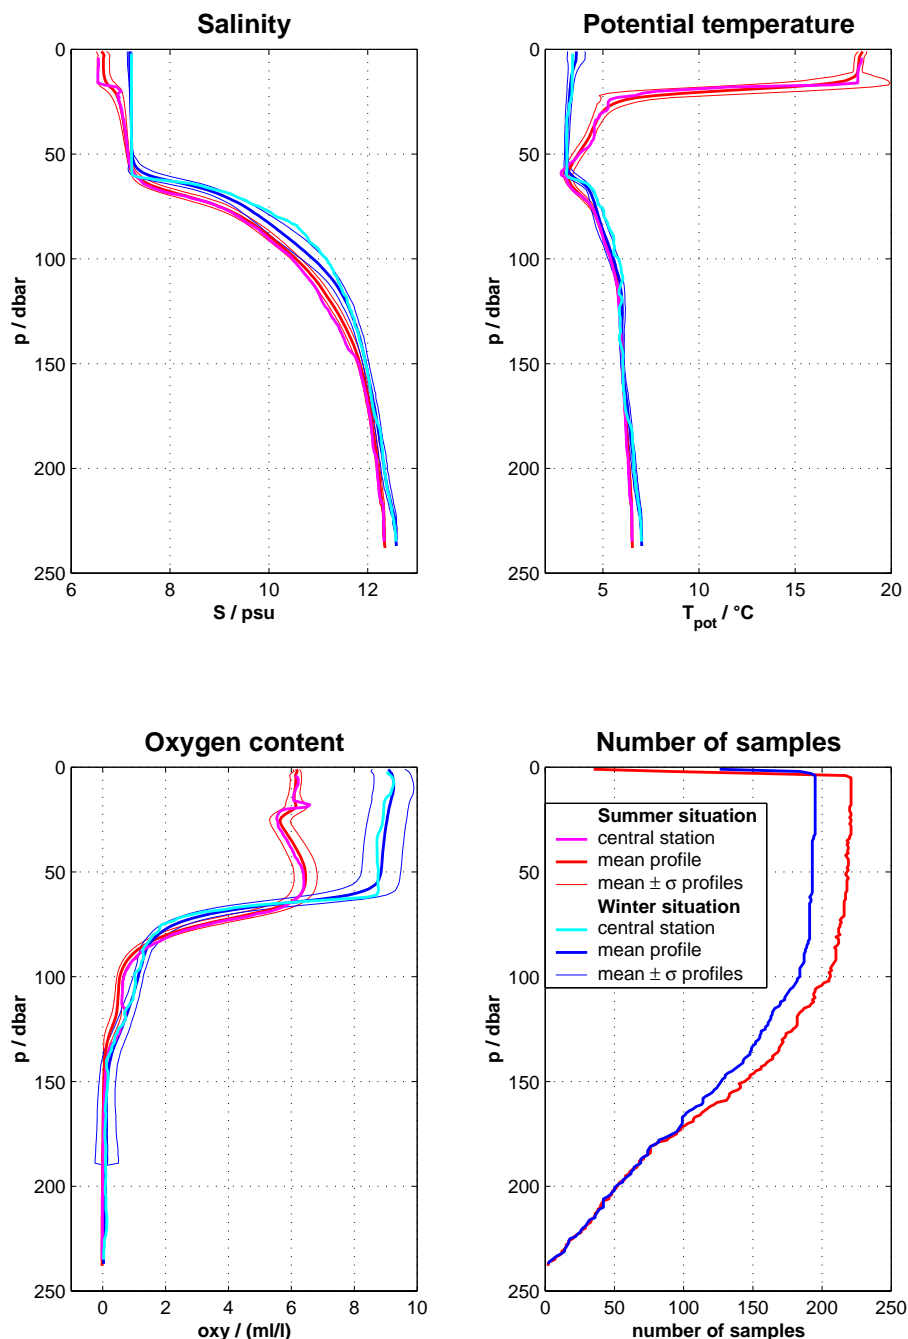 Salinity
0
50
100
150
200
250
p / dbar
6
8
10
12
S / psu
Potential temperature
0
50
100
150
200
250
p / dbar
5
10
15
20
T_pot / °C
Oxygen content
0
50
100
150
200
250
p / dbar
0
2
4
6
8
10
oxy / (ml/l)
Number of samples
0
50
100
150
200
250
p / dbar
Summer situation
central station
mean profile
mean ± σ profiles
Winter situation
central station
mean profile
mean ± σ profiles
0
50
100
150
200
250
number of samples